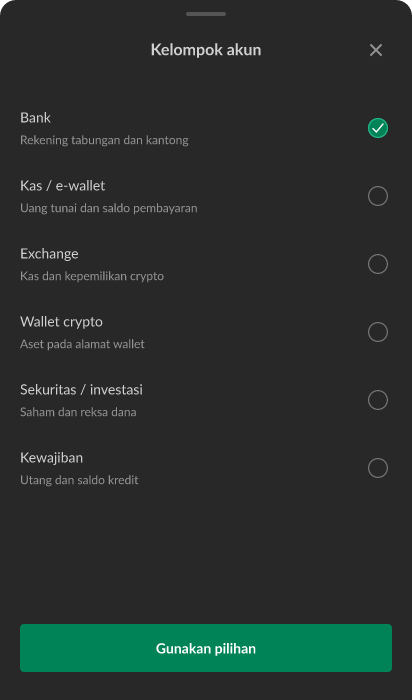 Kelompok akun
Bank
Rekening tabungan dan kantong
Kas / e-wallet
Uang tunai dan saldo pembayaran
Exchange
Kas dan kepemilikan crypto
Wallet crypto
Aset pada alamat wallet
Sekuritas / investasi
Saham dan reksa dana
Kewajiban
Utang dan saldo kredit
Gunakan pilihan